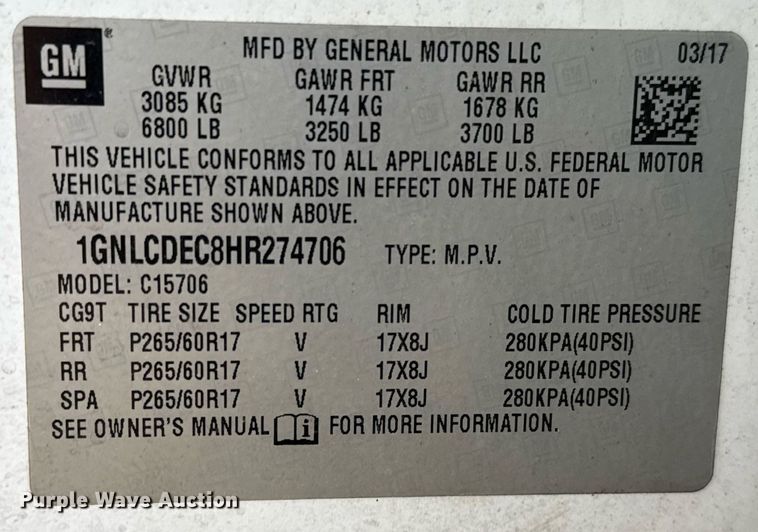 GM ®
MFD BY GENERAL MOTORS LLC 03/17
GVWR GAWR FRT GAWR RR
3085 KG 1474 KG 1678 KG
6800 LB 3250 LB 3700 LB
THIS VEHICLE CONFORMS TO ALL APPLICABLE U.S. FEDERAL MOTOR
VEHICLE SAFETY STANDARDS IN EFFECT ON THE DATE OF
MANUFACTURE SHOWN ABOVE.
1GNLCDEC8HR274706 TYPE: M.P.V.
MODEL: C15706
CG9T TIRE SIZE SPEED RTG RIM COLD TIRE PRESSURE
FRT P265/60R17 V 17X8J 280KPA(40PSI)
RR P265/60R17 V 17X8J 280KPA(40PSI)
SPA P265/60R17 V 17X8J 280KPA(40PSI)
SEE OWNER'S MANUAL i FOR MORE INFORMATION.
Purple Wave Auction